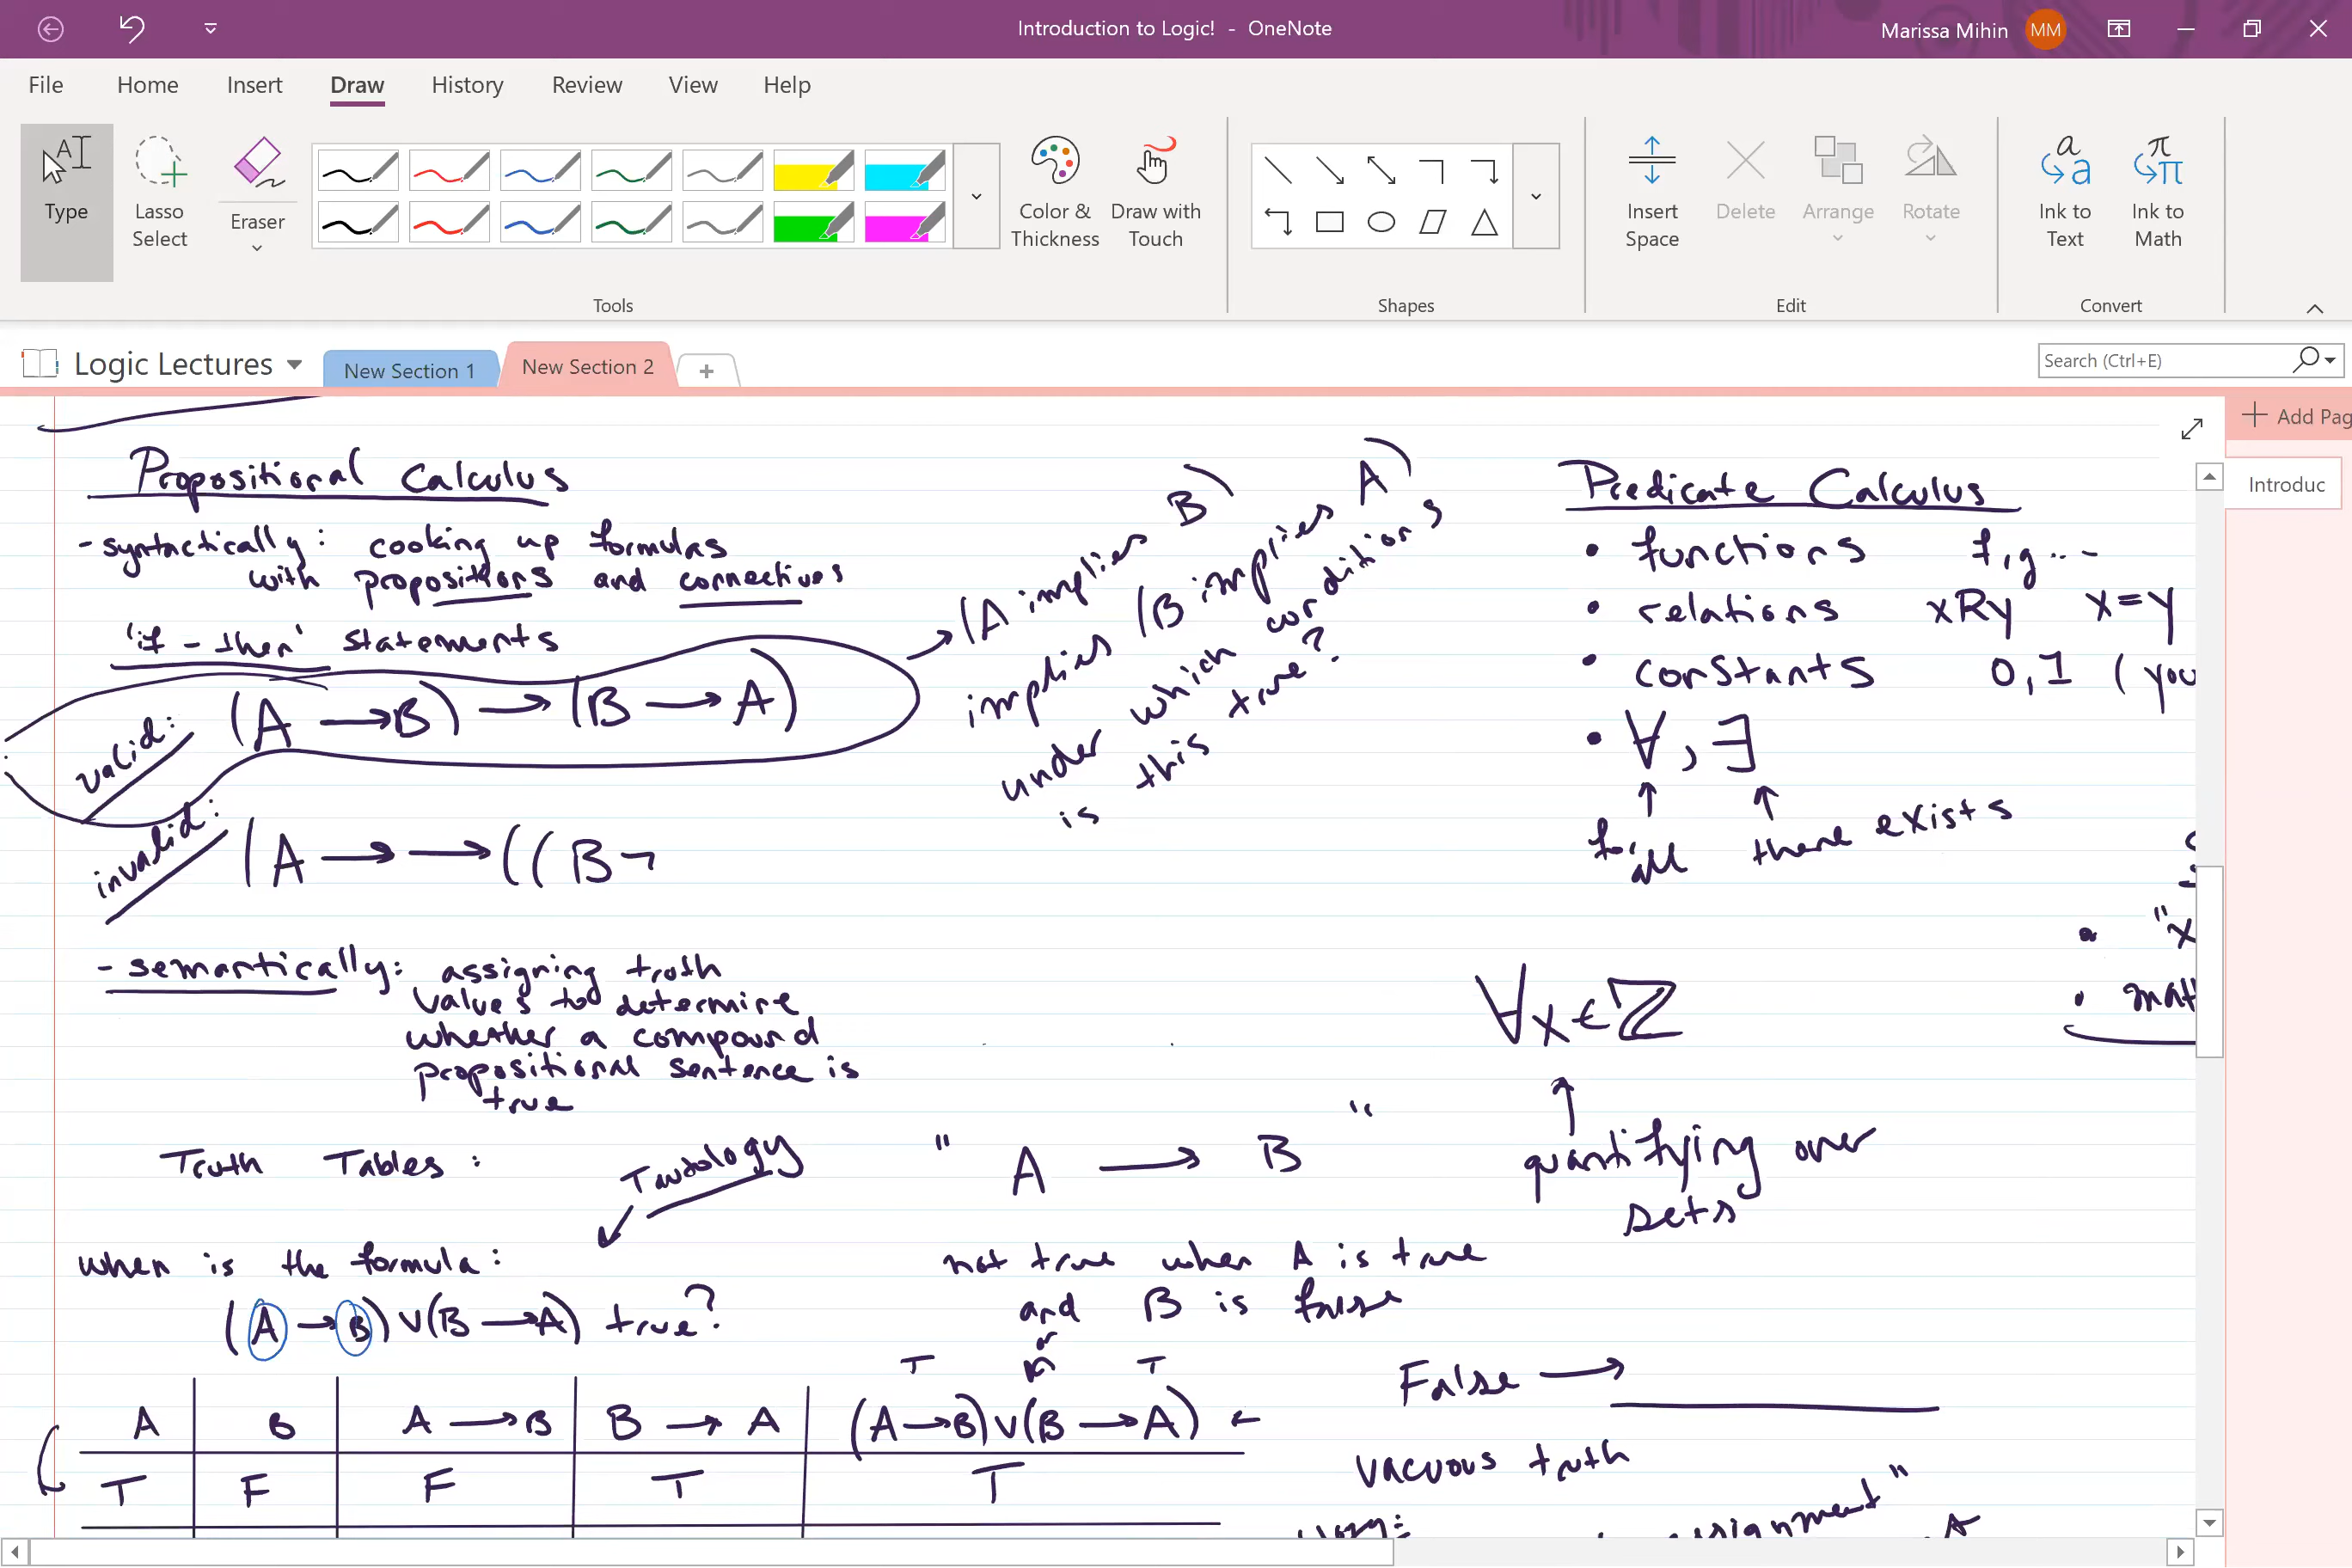 Introduction to Logic! - OneNote
Marissa Mihin
MM
File Home Insert Draw History Review View Help
Type
Lasso Select
Eraser
Color & Thickness
Draw with Touch
Insert Space
Delete
Arrange
Rotate
Ink to Text
Ink to Math
Tools
Shapes
Edit
Convert
Logic Lectures
New Section 1
New Section 2
Search (Ctrl+E)
Add Pag
Introduc
Propositional Calculus
- syntactically: cooking up formulas
with propositions and connectives
'if-then' statements
valid: (A → B) → (B → A)
invalid: (A → → ((B ¬
(A implies B)
implies (B implies A)
under which conditions
is this true?
- semantically: assigning truth
values to determine
whether a compound
propositional sentence is
true
Truth Tables:
Tautology
when is the formula:
(A → B) ∨ (B → A) true?
" A → B "
not true when A is true
and B is false
T or T
A B A → B B → A (A → B) ∨ (B → A) ←
T F F T T
Predicate Calculus
• functions f, g ...
• relations xRy x = y
• constants 0, 1 (you
• ∀, ∃
for all
there exists
• "x
• mat
∀x ∈ ℤ
quantifying over
sets
False →
vacuous truth
assignment"